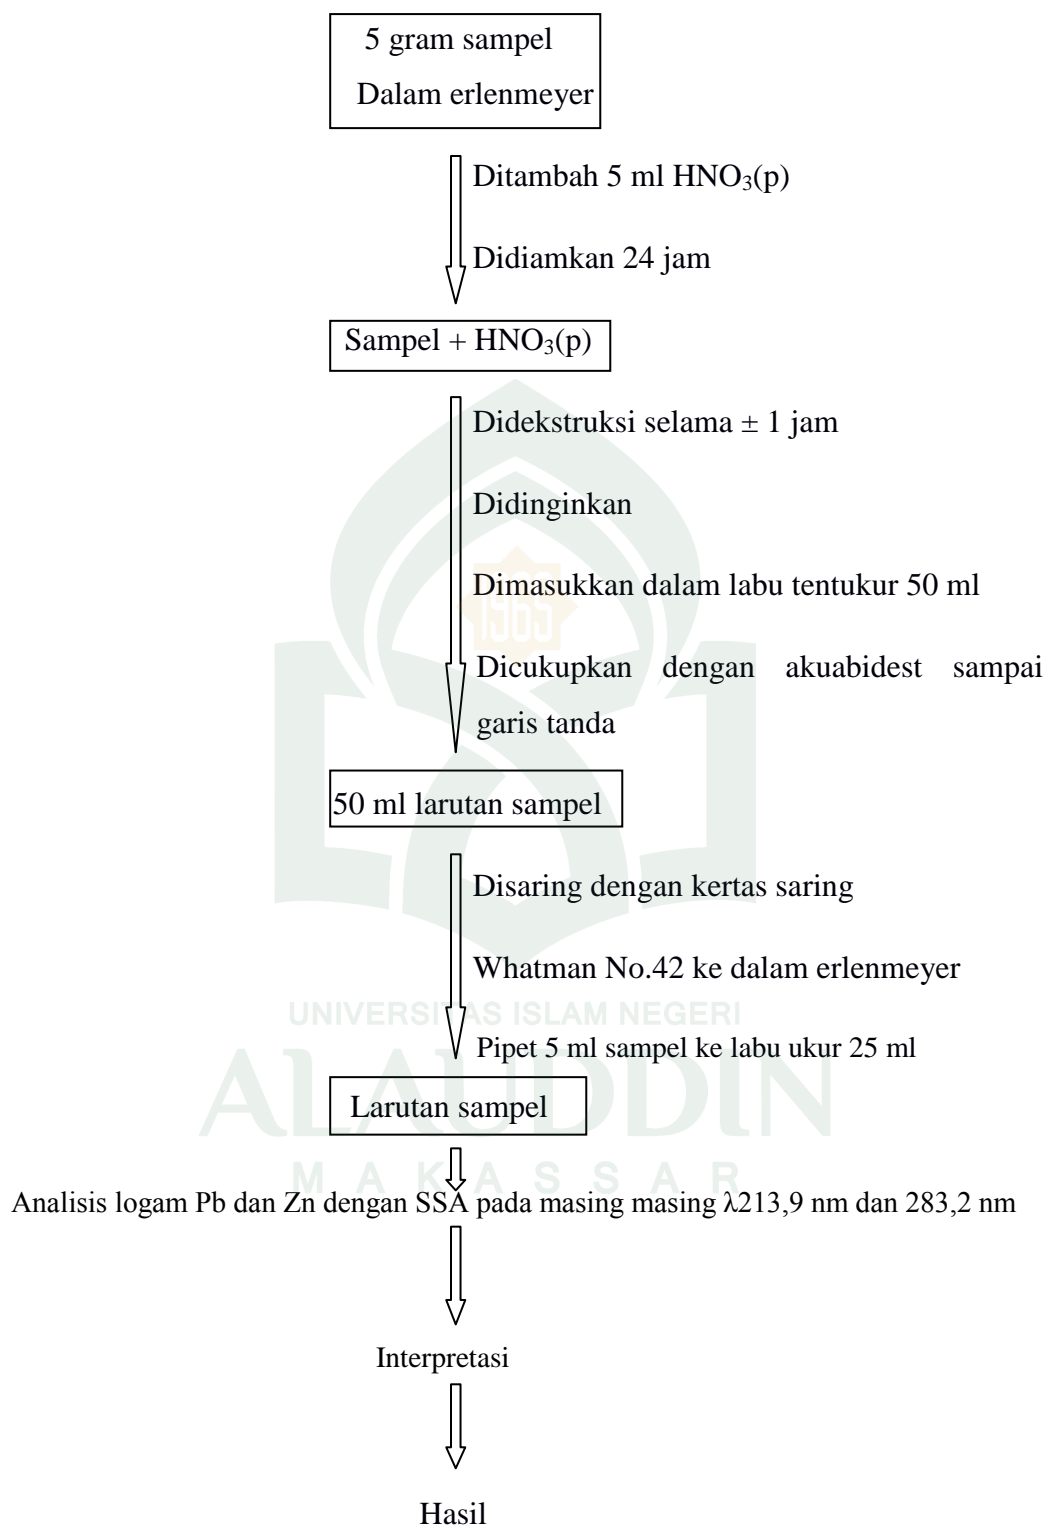 5 gram sampel
Dalam erlenmeyer
Ditambah 5 ml HNO₃(p)
Didiamkan 24 jam
Sampel + HNO₃(p)
Didekstruksi selama ± 1 jam
Didinginkan
Dimasukkan dalam labu tentukur 50 ml
Dicukupkan dengan akuabidest sampai
garis tanda
50 ml larutan sampel
Disaring dengan kertas saring
Whatman No.42 ke dalam erlenmeyer
Pipet 5 ml sampel ke labu ukur 25 ml
Larutan sampel
Analisis logam Pb dan Zn dengan SSA pada masing masing λ213,9 nm dan 283,2 nm
Interpretasi
Hasil
1965
UNIVERSITAS ISLAM NEGERI
ALAUDDIN
MAKASSAR